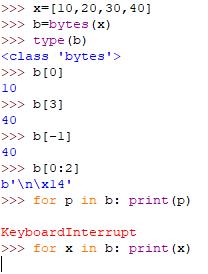 >>> x=[10,20,30,40]
>>> b=bytes(x)
>>> type(b)
<class 'bytes'>
>>> b[0]
10
>>> b[3]
40
>>> b[-1]
40
>>> b[0:2]
b'\n\x14'
>>> for p in b: print(p)
KeyboardInterrupt
>>> for x in b: print(x)